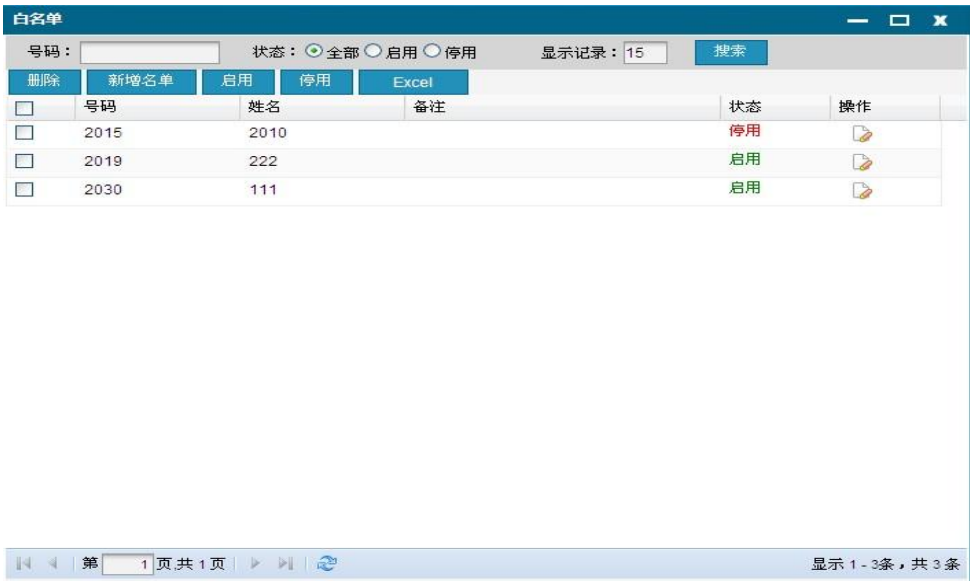 白名单
号码： 状态： 全部 启用 停用 显示记录： 15 搜索
删除 新增名单 启用 停用 Excel
号码 姓名 备注 状态 操作
2015 2010 停用
2019 222 启用
2030 111 启用
第 1 页,共 1 页 显示 1 - 3条，共 3 条